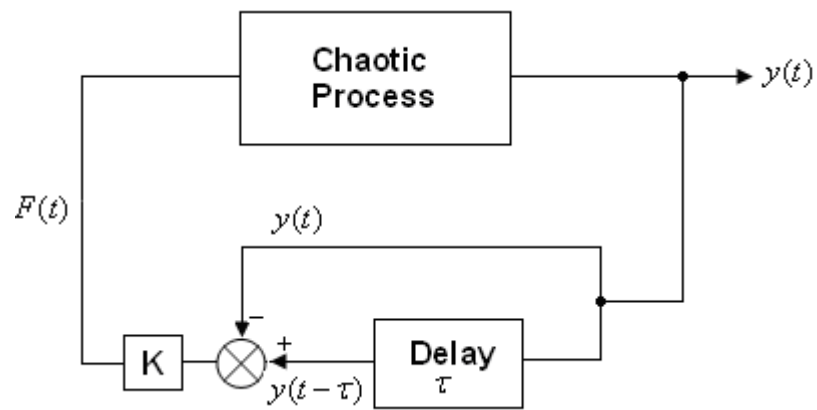 Chaotic
Process
y(t)
F(t)
y(t)
−
+
K
Delay
τ
y(t − τ)